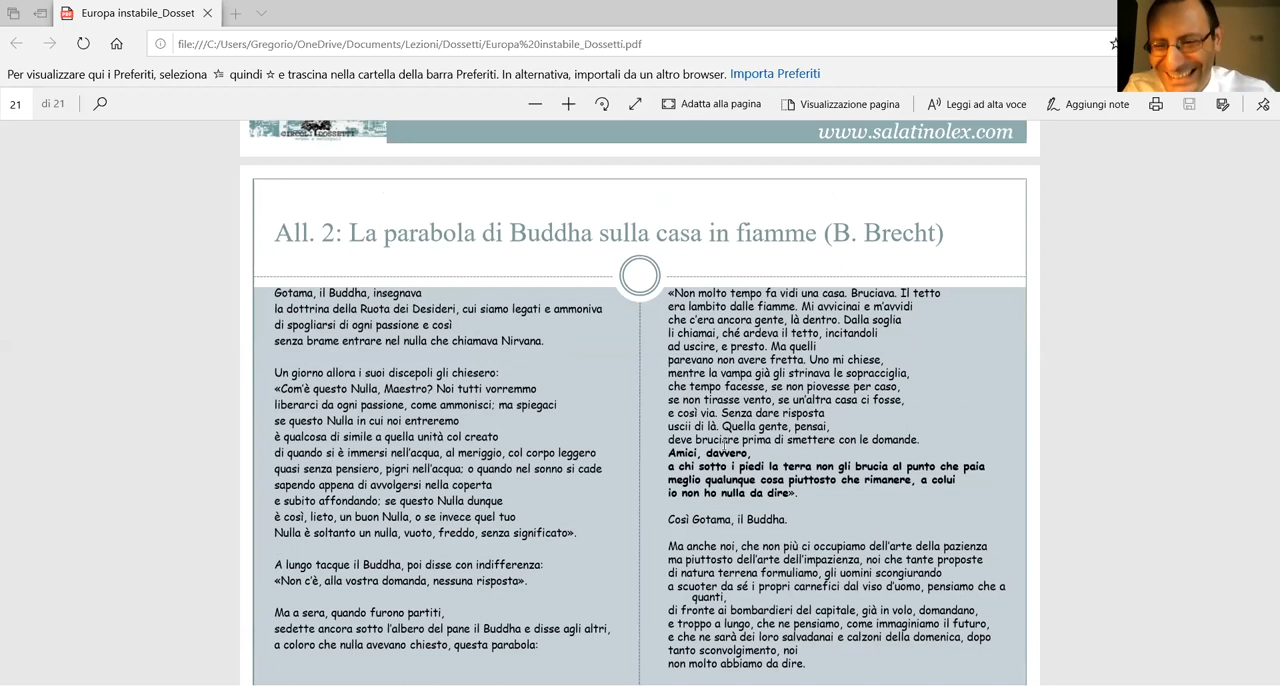 Europa instabile_Dosset
file:///C:/Users/Gregorio/OneDrive/Documents/Lezioni/Dossetti/Europa%20instabile_Dossetti.pdf
Per visualizzare qui i Preferiti, seleziona quindi e trascina nella cartella della barra Preferiti. In alternativa, importali da un altro browser. Importa Preferiti
21 di 21 Adatta alla pagina Visualizzazione pagina Leggi ad alta voce Aggiungi note
CIRCOLI DOSSETTI
www.salatinolex.com
All. 2: La parabola di Buddha sulla casa in fiamme (B. Brecht)
Gotama, il Buddha, insegnava
la dottrina della Ruota dei Desideri, cui siamo legati e ammoniva
di spogliarsi di ogni passione e così
senza brame entrare nel nulla che chiamava Nirvana.
Un giorno allora i suoi discepoli gli chiesero:
«Com'è questo Nulla, Maestro? Noi tutti vorremmo
liberarci da ogni passione, come ammonisci; ma spiegaci
se questo Nulla in cui noi entreremo
è qualcosa di simile a quella unità col creato
di quando si è immersi nell'acqua, al meriggio, col corpo leggero
quasi senza pensiero, pigri nell'acqua; o quando nel sonno si cade
sapendo appena di avvolgersi nella coperta
e subito affondando; se questo Nulla dunque
è così, lieto, un buon Nulla, o se invece quel tuo
Nulla è soltanto un nulla, vuoto, freddo, senza significato».
A lungo tacque il Buddha, poi disse con indifferenza:
«Non c'è, alla vostra domanda, nessuna risposta».
Ma a sera, quando furono partiti,
sedette ancora sotto l'albero del pane il Buddha e disse agli altri,
a coloro che nulla avevano chiesto, questa parabola:
«Non molto tempo fa vidi una casa. Bruciava. Il tetto
era lambito dalle fiamme. Mi avvicinai e m'avvidi
che c'era ancora gente, là dentro. Dalla soglia
li chiamai, ché ardeva il tetto, incitandoli
ad uscire, e presto. Ma quelli
parevano non avere fretta. Uno mi chiese,
mentre la vampa già gli strinava le sopracciglia,
che tempo facesse, se non piovesse per caso,
se non tirasse vento, se un'altra casa ci fosse,
e così via. Senza dare risposta
uscii di là. Quella gente, pensai,
deve bruciare prima di smettere con le domande.
Amici, davvero,
a chi sotto i piedi la terra non gli brucia al punto che paia
meglio qualunque cosa piuttosto che rimanere, a colui
io non ho nulla da dire».
Così Gotama, il Buddha.
Ma anche noi, che non più ci occupiamo dell'arte della pazienza
ma piuttosto dell'arte dell'impazienza, noi che tante proposte
di natura terrena formuliamo, gli uomini scongiurando
a scuoter da sé i propri carnefici dal viso d'uomo, pensiamo che a
quanti,
di fronte ai bombardieri del capitale, già in volo, domandano,
e troppo a lungo, che ne pensiamo, come immaginiamo il futuro,
e che ne sarà dei loro salvadanai e calzoni della domenica, dopo
tanto sconvolgimento, noi
non molto abbiamo da dire.